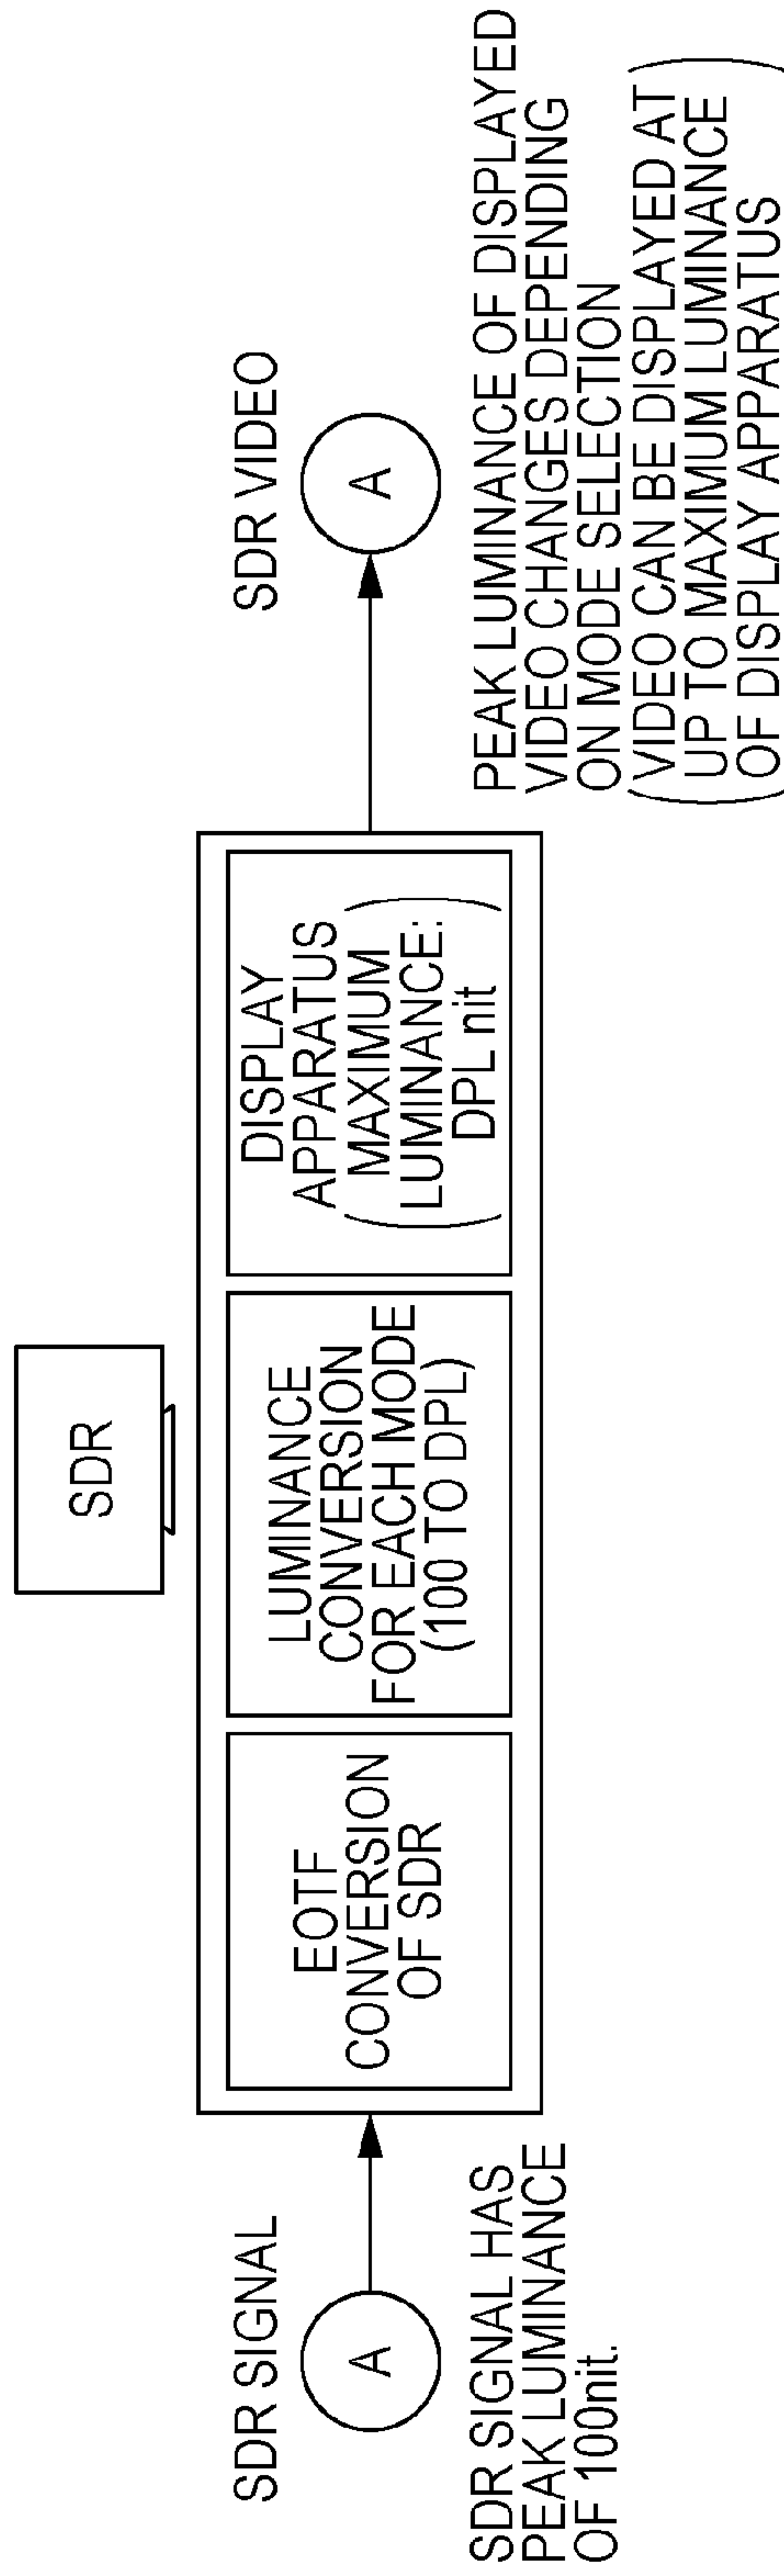 SDR
SDR SIGNAL
A
SDR SIGNAL HAS
PEAK LUMINANCE
OF 100nit.
EOTF
CONVERSION
OF SDR
LUMINANCE
CONVERSION
FOR EACH MODE
(100 TO DPL)
DISPLAY
APPARATUS
(MAXIMUM
LUMINANCE:
DPL nit)
SDR VIDEO
A
PEAK LUMINANCE OF DISPLAYED
VIDEO CHANGES DEPENDING
ON MODE SELECTION
(VIDEO CAN BE DISPLAYED AT
UP TO MAXIMUM LUMINANCE
OF DISPLAY APPARATUS)